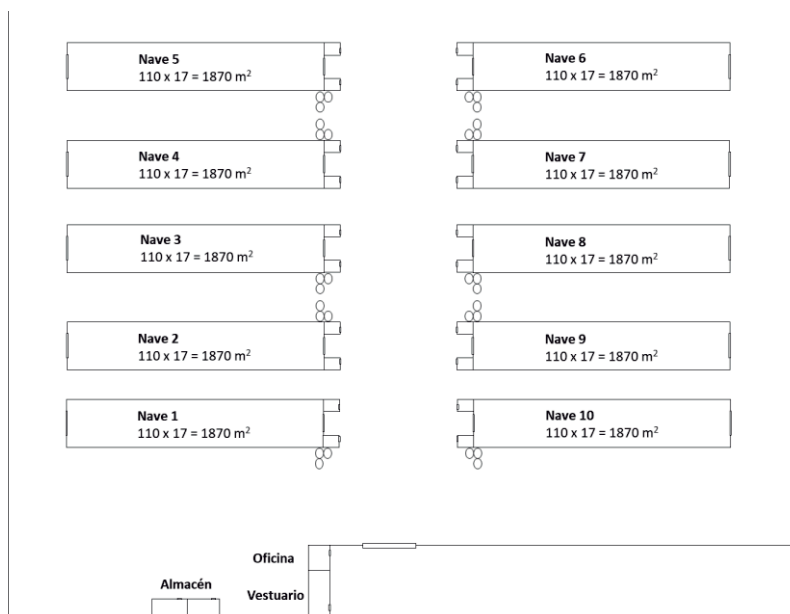 Nave 5
110 x 17 = 1870 m²
Nave 6
110 x 17 = 1870 m²
Nave 4
110 x 17 = 1870 m²
Nave 7
110 x 17 = 1870 m²
Nave 3
110 x 17 = 1870 m²
Nave 8
110 x 17 = 1870 m²
Nave 2
110 x 17 = 1870 m²
Nave 9
110 x 17 = 1870 m²
Nave 1
110 x 17 = 1870 m²
Nave 10
110 x 17 = 1870 m²
Oficina
Almacén
Vestuario